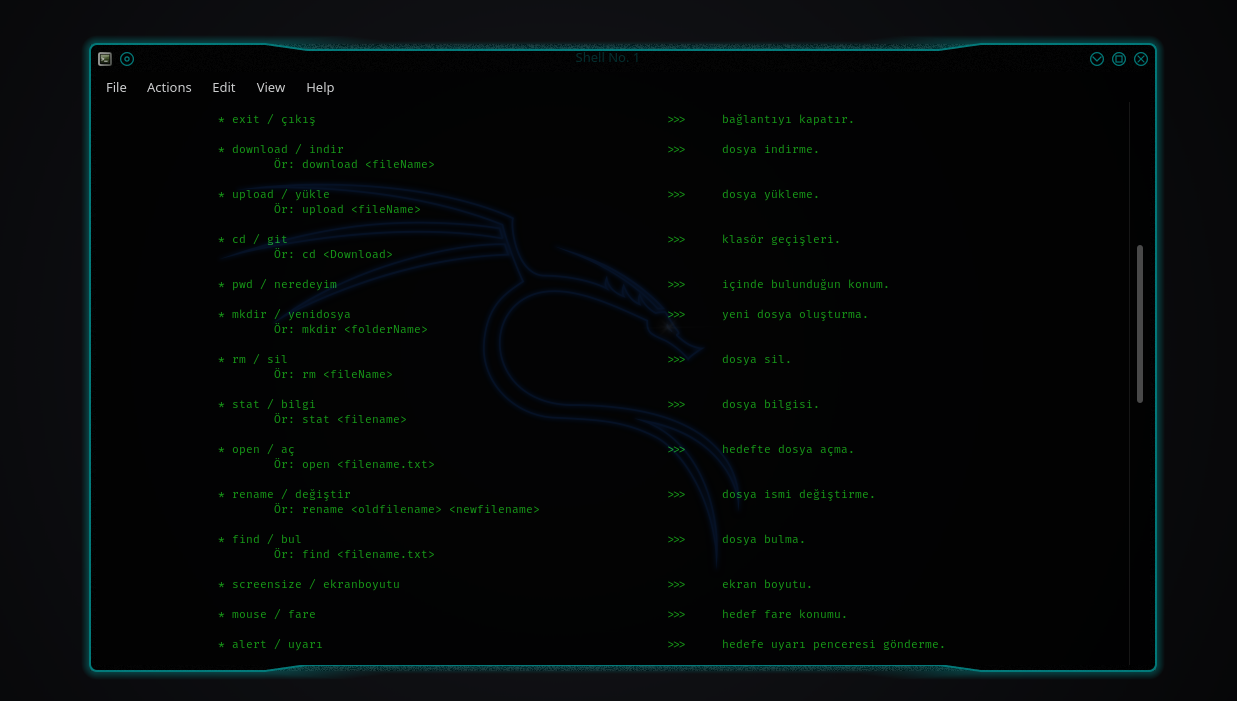 Shell No. 1
File Actions Edit View Help
* exit / çıkış >>> bağlantıyı kapatır.
* download / indir >>> dosya indirme.
Ör: download <fileName>
* upload / yükle >>> dosya yükleme.
Ör: upload <fileName>
* cd / git >>> klasör geçişleri.
Ör: cd <Download>
* pwd / neredeyim >>> içinde bulunduğun konum.
* mkdir / yenidosya >>> yeni dosya oluşturma.
Ör: mkdir <folderName>
* rm / sil >>> dosya sil.
Ör: rm <fileName>
* stat / bilgi >>> dosya bilgisi.
Ör: stat <filename>
* open / aç >>> hedefte dosya açma.
Ör: open <filename.txt>
* rename / değiştir >>> dosya ismi değiştirme.
Ör: rename <oldfilename> <newfilename>
* find / bul >>> dosya bulma.
Ör: find <filename.txt>
* screensize / ekranboyutu >>> ekran boyutu.
* mouse / fare >>> hedef fare konumu.
* alert / uyarı >>> hedefe uyarı penceresi gönderme.